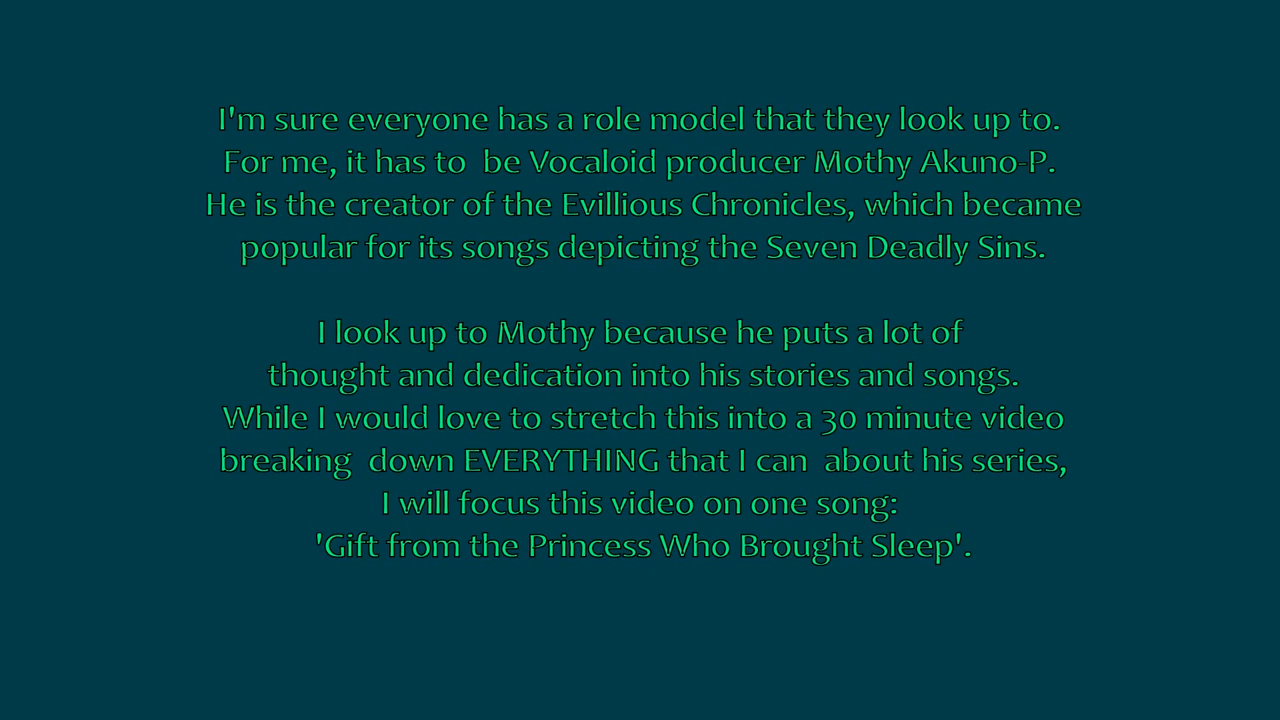 I'm sure everyone has a role model that they look up to.
For me, it has to  be Vocaloid producer Mothy Akuno-P.
He is the creator of the Evillious Chronicles, which became
popular for its songs depicting the Seven Deadly Sins.
I look up to Mothy because he puts a lot of
thought and dedication into his stories and songs.
While I would love to stretch this into a 30 minute video
breaking  down EVERYTHING that I can  about his series,
I will focus this video on one song:
'Gift from the Princess Who Brought Sleep'.